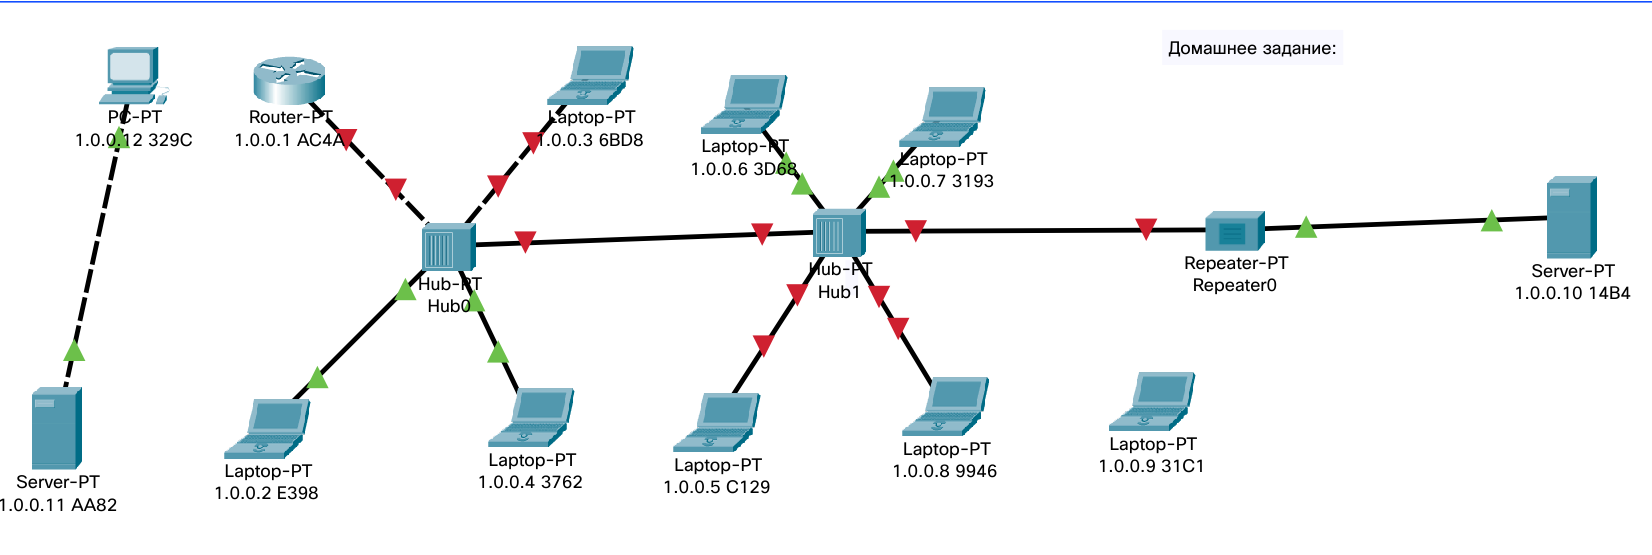 Домашнее задание:
PC-PT
1.0.0.12 329C
Router-PT
1.0.0.1 AC4A
Laptop-PT
1.0.0.3 6BD8
Laptop-PT
1.0.0.6 3D68
Laptop-PT
1.0.0.7 3193
Hub-PT
Hub0
Hub-PT
Hub1
Repeater-PT
Repeater0
Server-PT
1.0.0.10 14B4
Server-PT
1.0.0.11 AA82
Laptop-PT
1.0.0.2 E398
Laptop-PT
1.0.0.4 3762
Laptop-PT
1.0.0.5 C129
Laptop-PT
1.0.0.8 9946
Laptop-PT
1.0.0.9 31C1